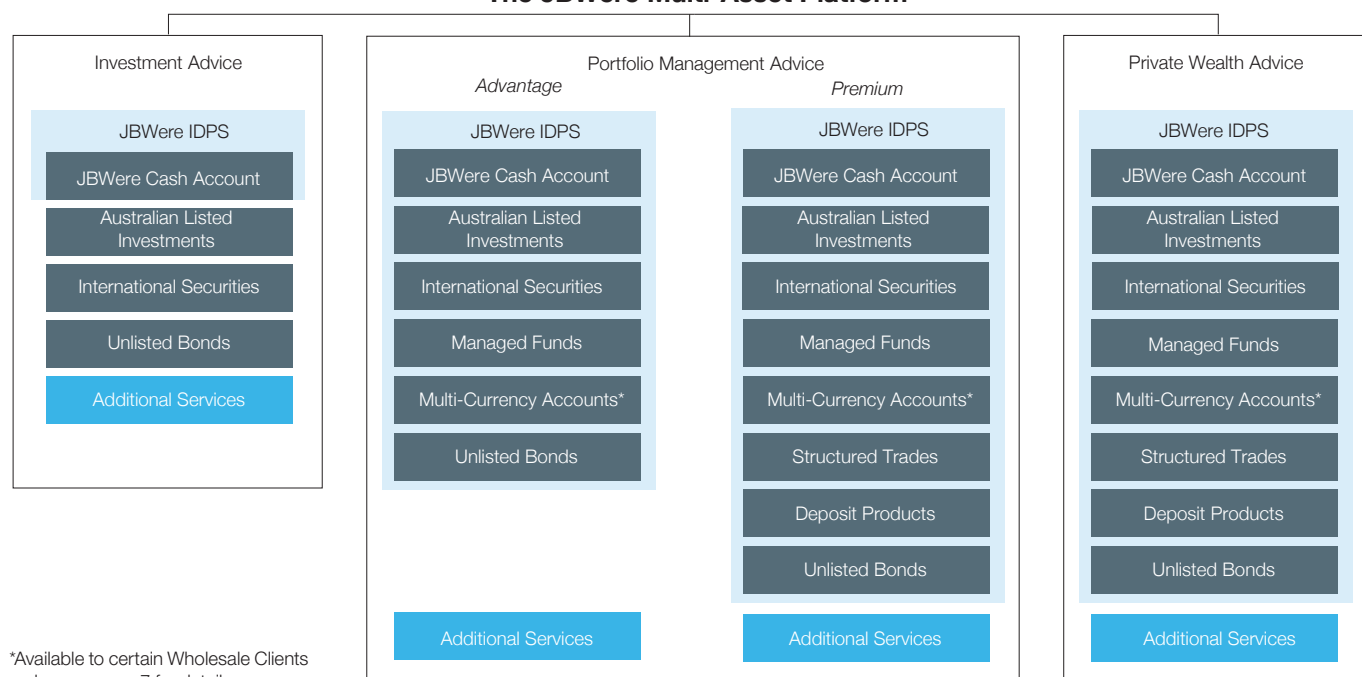 Investment Advice
JBWere IDPS
JBWere Cash Account
Australian Listed
Investments
International Securities
Unlisted Bonds
Additional Services
Portfolio Management Advice
Advantage
JBWere IDPS
JBWere Cash Account
Australian Listed
Investments
International Securities
Managed Funds
Multi-Currency Accounts*
Unlisted Bonds
Additional Services
Premium
JBWere IDPS
JBWere Cash Account
Australian Listed
Investments
International Securities
Managed Funds
Multi-Currency Accounts*
Structured Trades
Deposit Products
Unlisted Bonds
Additional Services
Private Wealth Advice
JBWere IDPS
JBWere Cash Account
Australian Listed
Investments
International Securities
Managed Funds
Multi-Currency Accounts*
Structured Trades
Deposit Products
Unlisted Bonds
Additional Services
*Available to certain Wholesale Clients